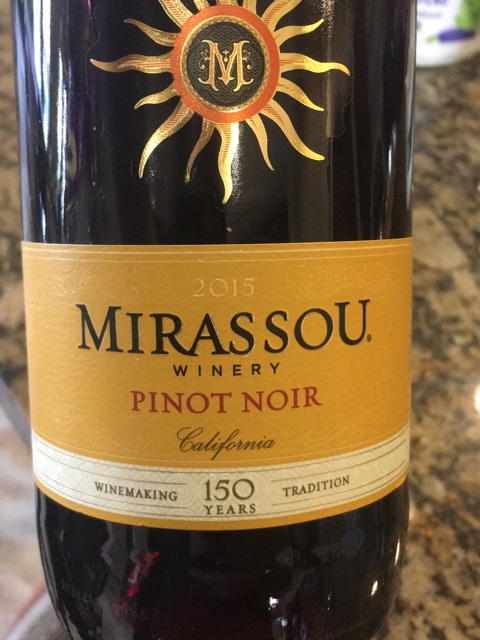 M
2015
MIRASSOU
WINERY
PINOT NOIR
California
WINEMAKING 150 YEARS TRADITION